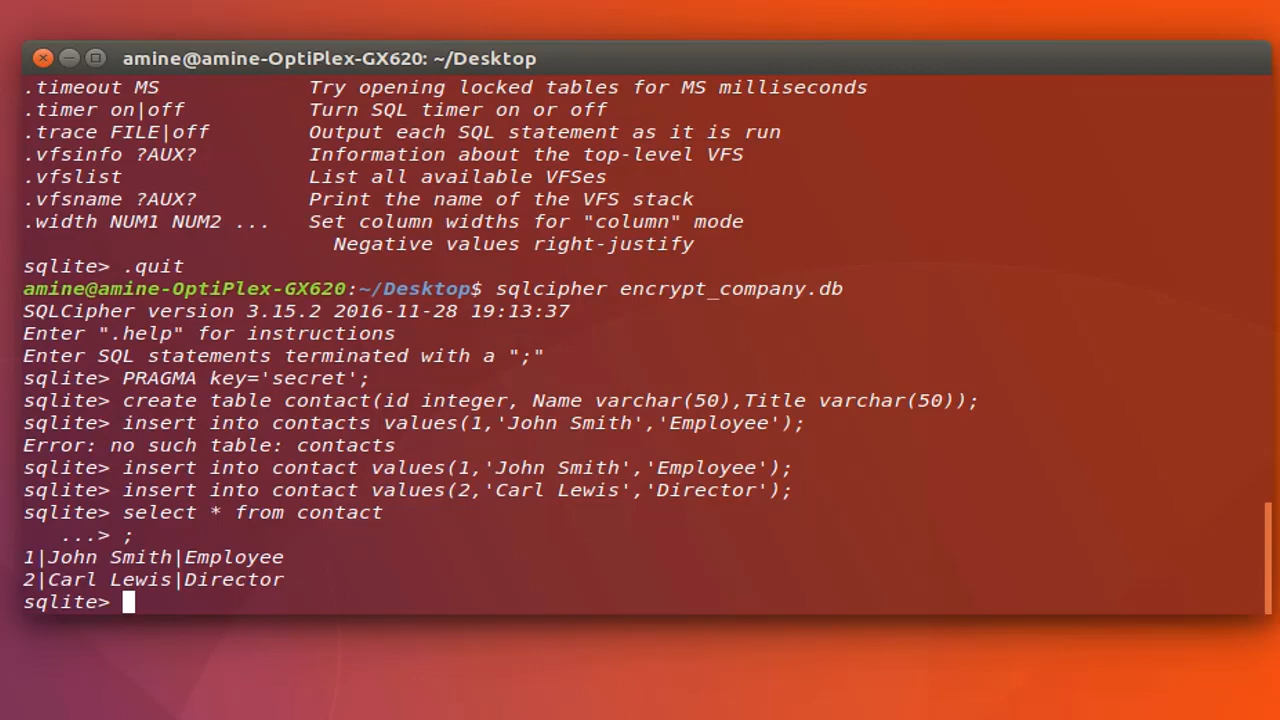 amine@amine-OptiPlex-GX620: ~/Desktop
.timeout MS            Try opening locked tables for MS milliseconds
.timer on|off          Turn SQL timer on or off
.trace FILE|off        Output each SQL statement as it is run
.vfsinfo ?AUX?         Information about the top-level VFS
.vfslist               List all available VFSes
.vfsname ?AUX?         Print the name of the VFS stack
.width NUM1 NUM2 ...   Set column widths for "column" mode
                         Negative values right-justify
sqlite> .quit
amine@amine-OptiPlex-GX620:~/Desktop$ sqlcipher encrypt_company.db
SQLCipher version 3.15.2 2016-11-28 19:13:37
Enter ".help" for instructions
Enter SQL statements terminated with a ";"
sqlite> PRAGMA key='secret';
sqlite> create table contact(id integer, Name varchar(50),Title varchar(50));
sqlite> insert into contacts values(1,'John Smith','Employee');
Error: no such table: contacts
sqlite> insert into contact values(1,'John Smith','Employee');
sqlite> insert into contact values(2,'Carl Lewis','Director');
sqlite> select * from contact
   ...> ;
1|John Smith|Employee
2|Carl Lewis|Director
sqlite>